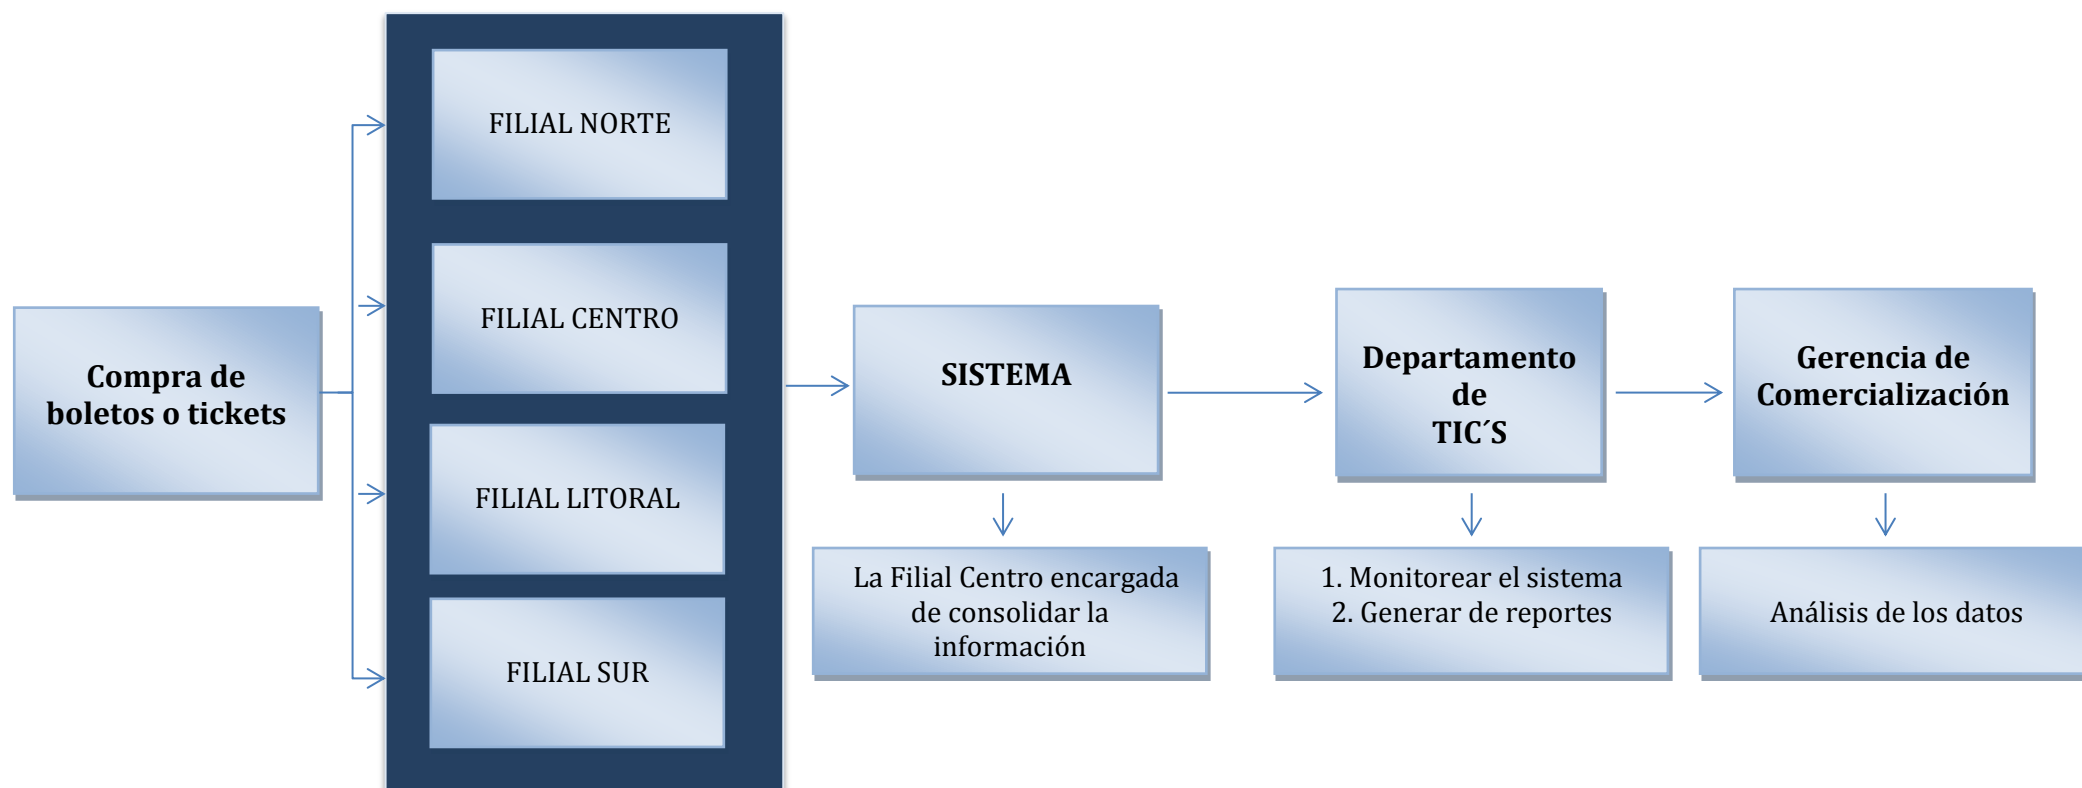 Compra de
boletos o tickets
FILIAL NORTE
FILIAL CENTRO
FILIAL LITORAL
FILIAL SUR
SISTEMA
La Filial Centro encargada
de consolidar la
información
Departamento
de
TIC´S
1. Monitorear el sistema
2. Generar de reportes
Gerencia de
Comercialización
Análisis de los datos